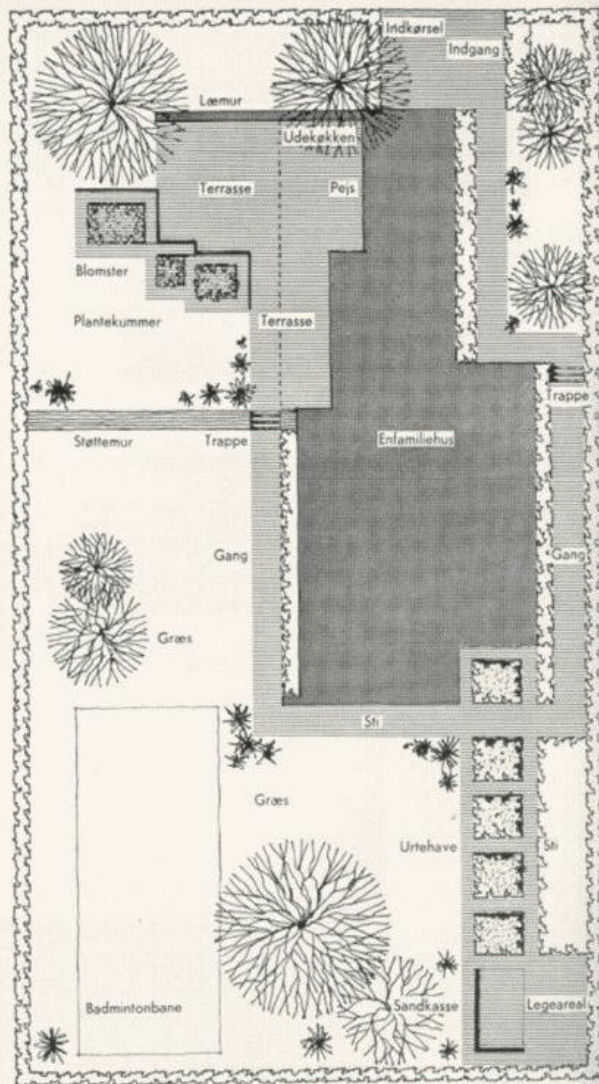 Indkørsel
Indgang
Læmur
Udekøkken
Terrasse
Pejs
Blomster
Plantekummer
Terrasse
Trappe
Støttemur
Trappe
Enfamiliehus
Gang
Gang
Græs
Sti
Græs
Urtehave
Sti
Badmintonbane
Sandkasse
Legeareal